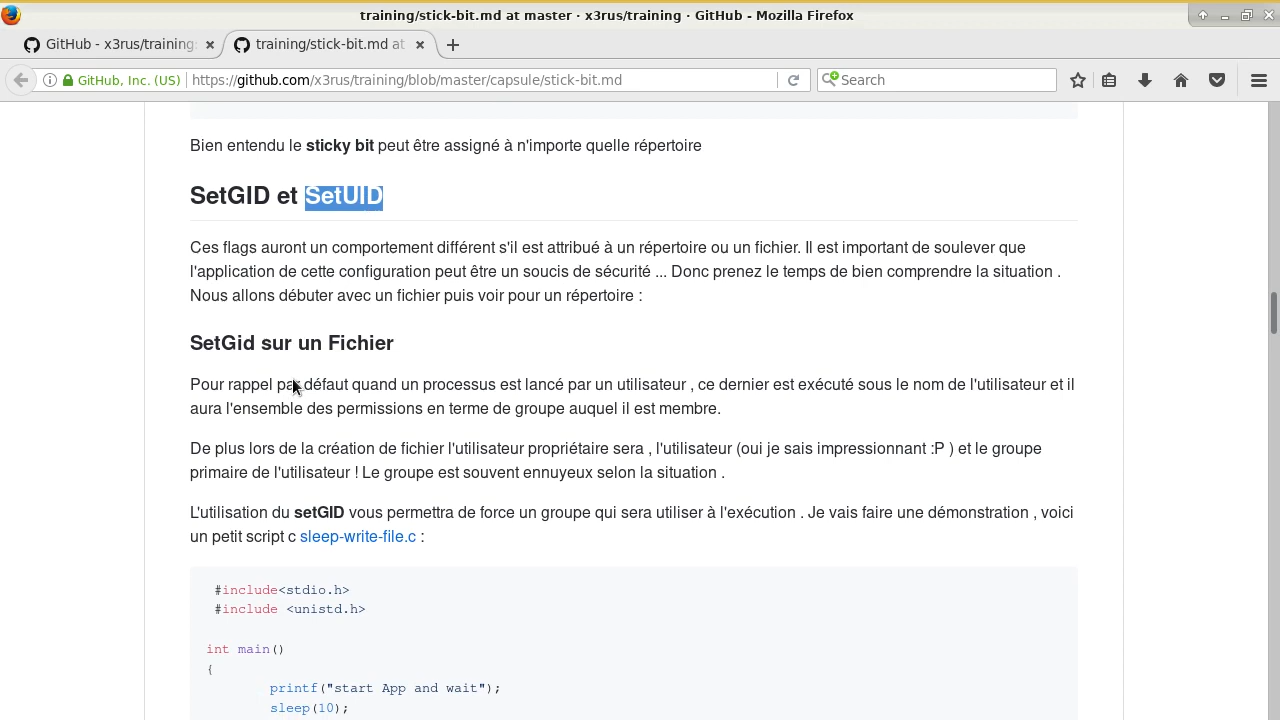 training/stick-bit.md at master · x3rus/training · GitHub - Mozilla Firefox
GitHub - x3rus/training:
training/stick-bit.md at
GitHub, Inc. (US)
https://github.com/x3rus/training/blob/master/capsule/stick-bit.md
Search
Bien entendu le sticky bit peut être assigné à n'importe quelle répertoire
SetGID et SetUID
Ces flags auront un comportement différent s'il est attribué à un répertoire ou un fichier. Il est important de soulever que
l'application de cette configuration peut être un soucis de sécurité ... Donc prenez le temps de bien comprendre la situation .
Nous allons débuter avec un fichier puis voir pour un répertoire :
SetGid sur un Fichier
Pour rappel par défaut quand un processus est lancé par un utilisateur , ce dernier est exécuté sous le nom de l'utilisateur et il
aura l'ensemble des permissions en terme de groupe auquel il est membre.
De plus lors de la création de fichier l'utilisateur propriétaire sera , l'utilisateur (oui je sais impressionnant :P ) et le groupe
primaire de l'utilisateur ! Le groupe est souvent ennuyeux selon la situation .
L'utilisation du setGID vous permettra de force un groupe qui sera utiliser à l'exécution . Je vais faire une démonstration , voici
un petit script c sleep-write-file.c :
#include<stdio.h>
#include <unistd.h>
int main()
{
printf("start App and wait");
sleep(10);